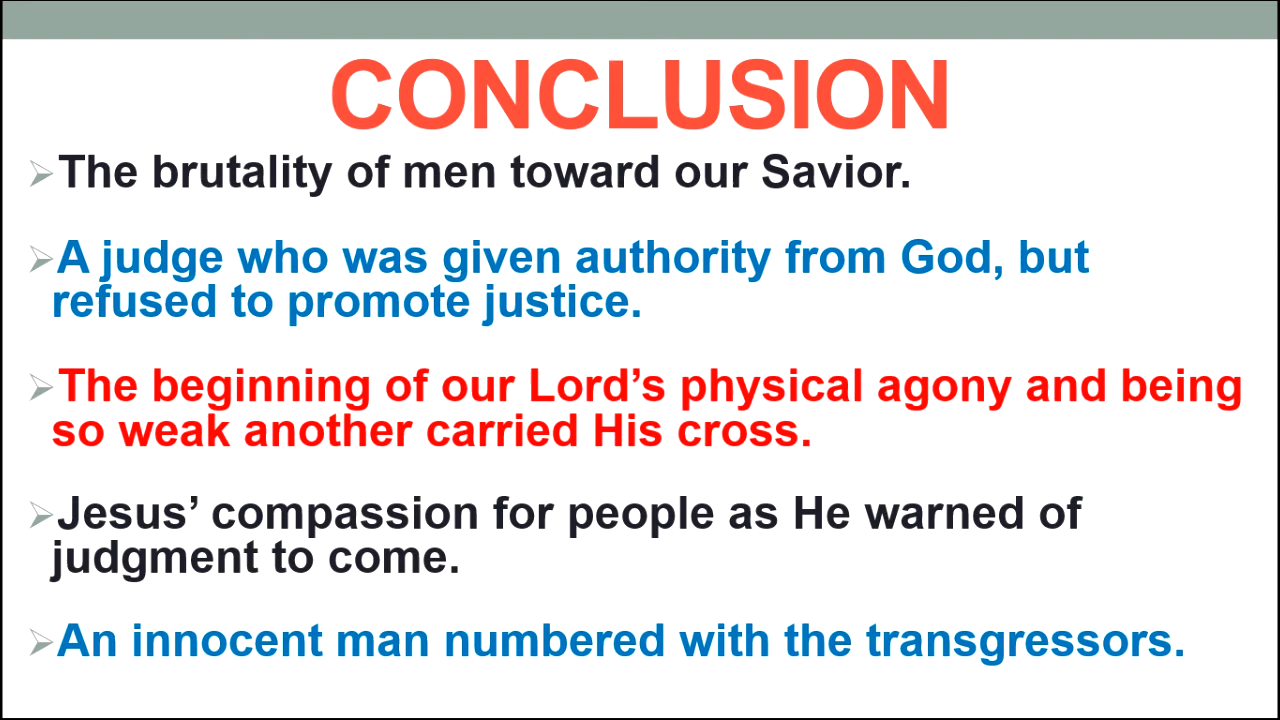 CONCLUSION
The brutality of men toward our Savior.
A judge who was given authority from God, but
refused to promote justice.
The beginning of our Lord’s physical agony and being
so weak another carried His cross.
Jesus’ compassion for people as He warned of
judgment to come.
An innocent man numbered with the transgressors.